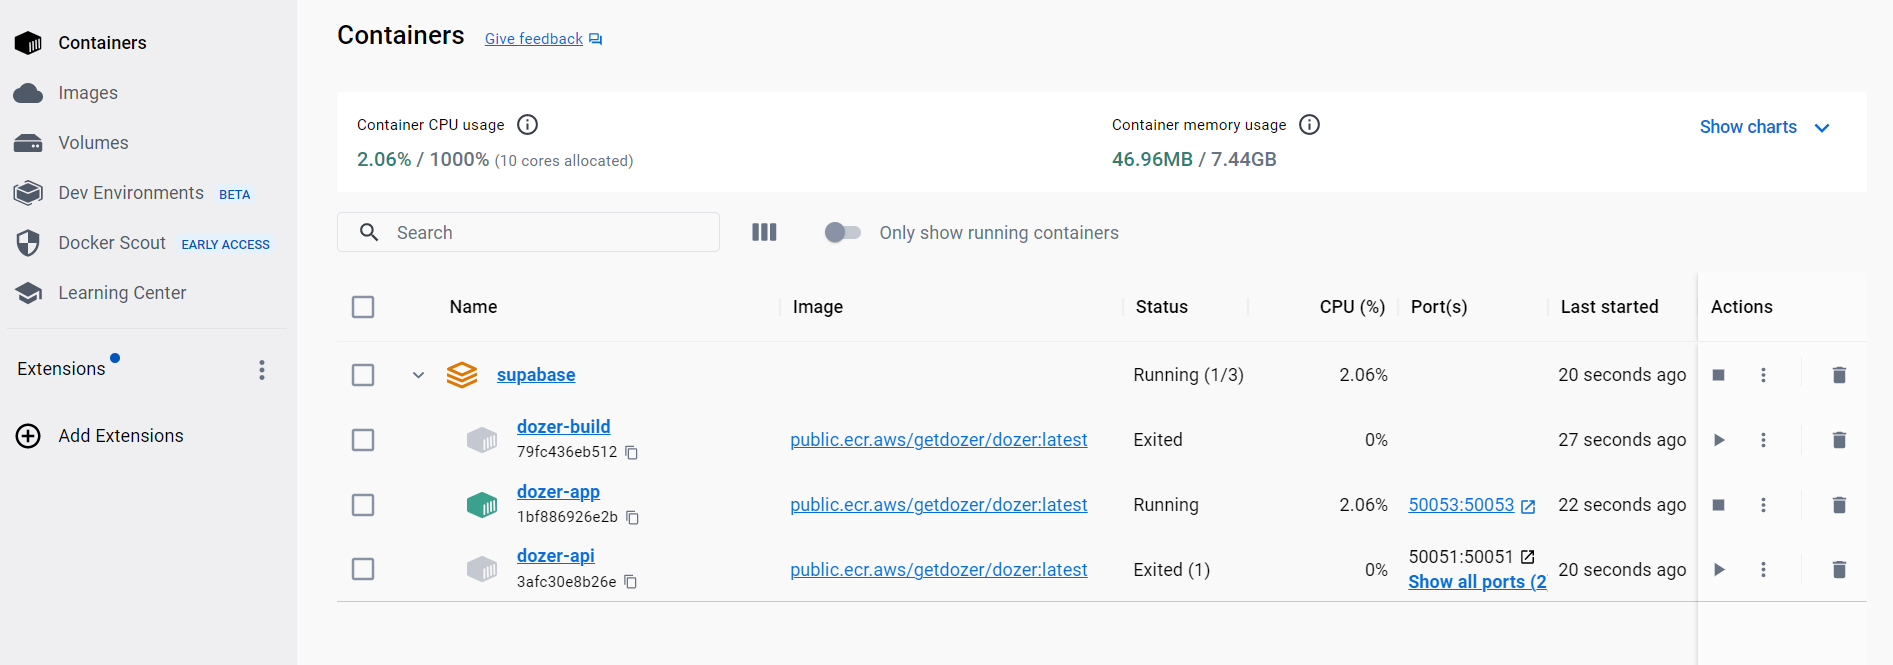 Containers
Images
Volumes
Dev Environments BETA
Docker Scout EARLY ACCESS
Learning Center
Extensions
Add Extensions
Containers Give feedback
Container CPU usage
2.06% / 1000% (10 cores allocated)
Container memory usage
46.96MB / 7.44GB
Show charts
Search
Only show running containers
Name Image Status CPU (%) Port(s) Last started Actions
supabase Running (1/3) 2.06% 20 seconds ago
dozer-build
79fc436eb512
public.ecr.aws/getdozer/dozer:latest Exited 0% 27 seconds ago
dozer-app
1bf886926e2b
public.ecr.aws/getdozer/dozer:latest Running 2.06% 50053:50053 22 seconds ago
dozer-api
3afc30e8b26e
public.ecr.aws/getdozer/dozer:latest Exited (1) 0%
50051:50051
Show all ports (2
20 seconds ago